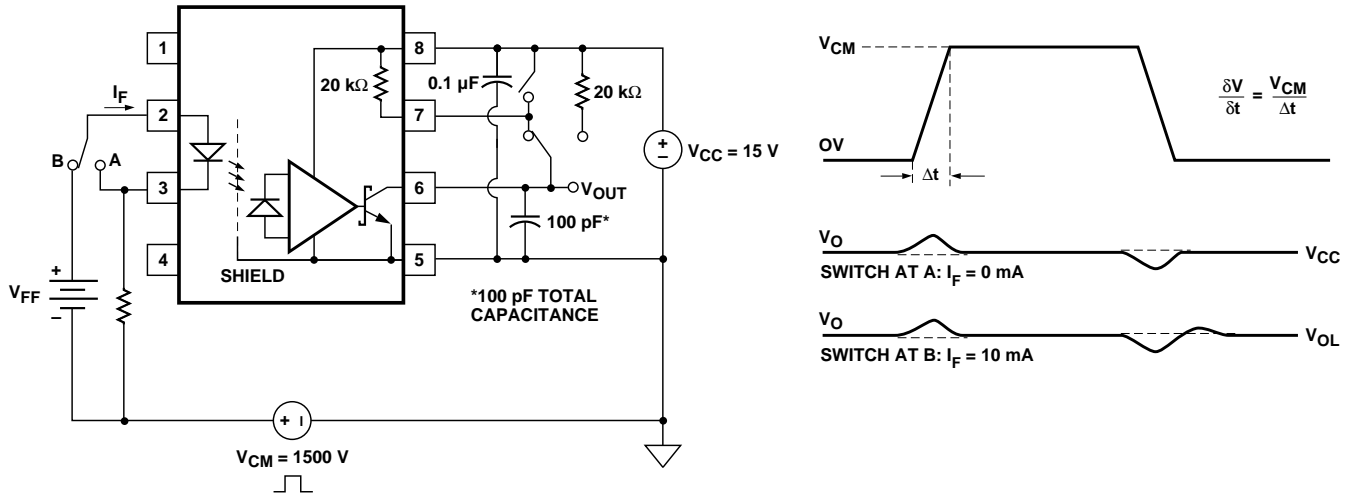 1
2
3
4
8
7
6
5
I_F
B
A
V_FF
+
–
SHIELD
20 kΩ
0.1 µF
20 kΩ
+
–
V_CC = 15 V
V_OUT
100 pF*
*100 pF TOTAL
CAPACITANCE
+ –
V_CM = 1500 V
V_CM
OV
Δt
δV/δt = V_CM/Δt
V_O
V_CC
SWITCH AT A: I_F = 0 mA
V_O
V_OL
SWITCH AT B: I_F = 10 mA